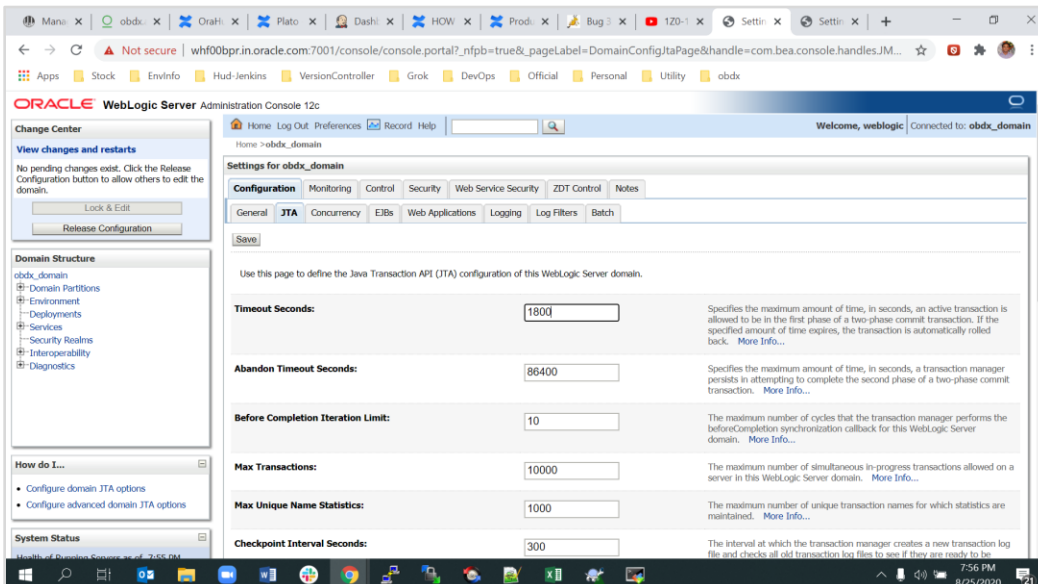 Mana
obdx
OraH
Plato
Dashl
HOW
Produ
Bug 3
1Z0-1
Settin
Settin
Not secure | whf00bpr.in.oracle.com:7001/console/console.portal?_nfpb=true&_pageLabel=DomainConfigJtaPage&handle=com.bea.console.handles.JM...
Apps Stock EnvInfo Hud-Jenkins VersionController Grok DevOps Official Personal Utility obdx
ORACLE WebLogic Server Administration Console 12c
Change Center
View changes and restarts
No pending changes exist. Click the Release
Configuration button to allow others to edit the
domain.
Lock & Edit
Release Configuration
Domain Structure
obdx_domain
Domain Partitions
Environment
Deployments
Services
Security Realms
Interoperability
Diagnostics
How do I...
Configure domain JTA options
Configure advanced domain JTA options
System Status
Health of Running Servers as of 7:55 PM
Home Log Out Preferences Record Help
Welcome, weblogic Connected to: obdx_domain
Home >obdx_domain
Settings for obdx_domain
Configuration Monitoring Control Security Web Service Security ZDT Control Notes
General JTA Concurrency EJBs Web Applications Logging Log Filters Batch
Save
Use this page to define the Java Transaction API (JTA) configuration of this WebLogic Server domain.
Timeout Seconds:
1800
Specifies the maximum amount of time, in seconds, an active transaction is
allowed to be in the first phase of a two-phase commit transaction. If the
specified amount of time expires, the transaction is automatically rolled
back. More Info...
Abandon Timeout Seconds:
86400
Specifies the maximum amount of time, in seconds, a transaction manager
persists in attempting to complete the second phase of a two-phase commit
transaction. More Info...
Before Completion Iteration Limit:
10
The maximum number of cycles that the transaction manager performs the
beforeCompletion synchronization callback for this WebLogic Server
domain. More Info...
Max Transactions:
10000
The maximum number of simultaneous in-progress transactions allowed on a
server in this WebLogic Server domain. More Info...
Max Unique Name Statistics:
1000
The maximum number of unique transaction names for which statistics are
maintained. More Info...
Checkpoint Interval Seconds:
300
The interval at which the transaction manager creates a new transaction log
file and checks all old transaction log files to see if they are ready to be
7:56 PM
8/25/2020
21